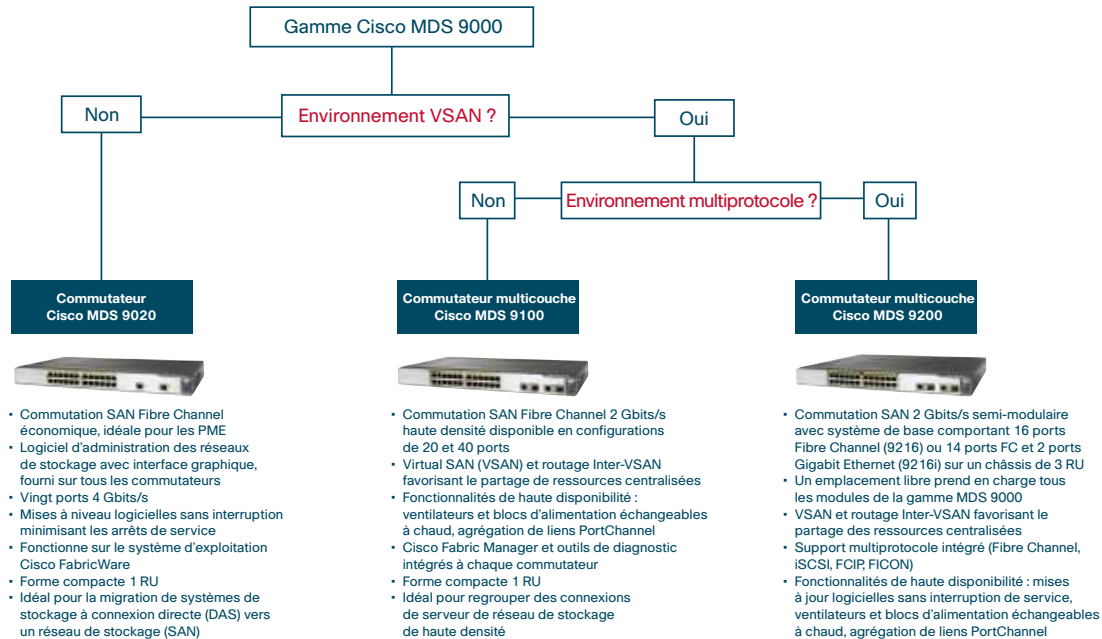 Gamme Cisco MDS 9000
Non
Environnement VSAN ?
Oui
Non
Environnement multiprotocole ?
Oui
Commutateur
Cisco MDS 9020
• Commutation SAN Fibre Channel
économique, idéale pour les PME
• Logiciel d'administration des réseaux
de stockage avec interface graphique,
fourni sur tous les commutateurs
• Vingt ports 4 Gbits/s
• Mises à niveau logicielles sans interruption
minimisant les arrêts de service
• Fonctionne sur le système d'exploitation
Cisco FabricWare
• Forme compacte 1 RU
• Idéal pour la migration de systèmes de
stockage à connexion directe (DAS) vers
un réseau de stockage (SAN)
Commutateur multicouche
Cisco MDS 9100
• Commutation SAN Fibre Channel 2 Gbits/s
haute densité disponible en configurations
de 20 et 40 ports
• Virtual SAN (VSAN) et routage Inter-VSAN
favorisant le partage de ressources centralisées
• Fonctionnalités de haute disponibilité :
ventilateurs et blocs d'alimentation échangeables
à chaud, agrégation de liens PortChannel
• Cisco Fabric Manager et outils de diagnostic
intégrés à chaque commutateur
• Forme compacte 1 RU
• Idéal pour regrouper des connexions
de serveur de réseau de stockage
de haute densité
Commutateur multicouche
Cisco MDS 9200
• Commutation SAN 2 Gbits/s semi-modulaire
avec système de base comportant 16 ports
Fibre Channel (9216) ou 14 ports FC et 2 ports
Gigabit Ethernet (9216i) sur un châssis de 3 RU
• Un emplacement libre prend en charge tous
les modules de la gamme MDS 9000
• VSAN et routage Inter-VSAN favorisant le
partage des ressources centralisées
• Support multiprotocole intégré (Fibre Channel,
iSCSI, FCIP, FICON)
• Fonctionnalités de haute disponibilité : mises
à jour logicielles sans interruption de service,
ventilateurs et blocs d'alimentation échangeables
à chaud, agrégation de liens PortChannel